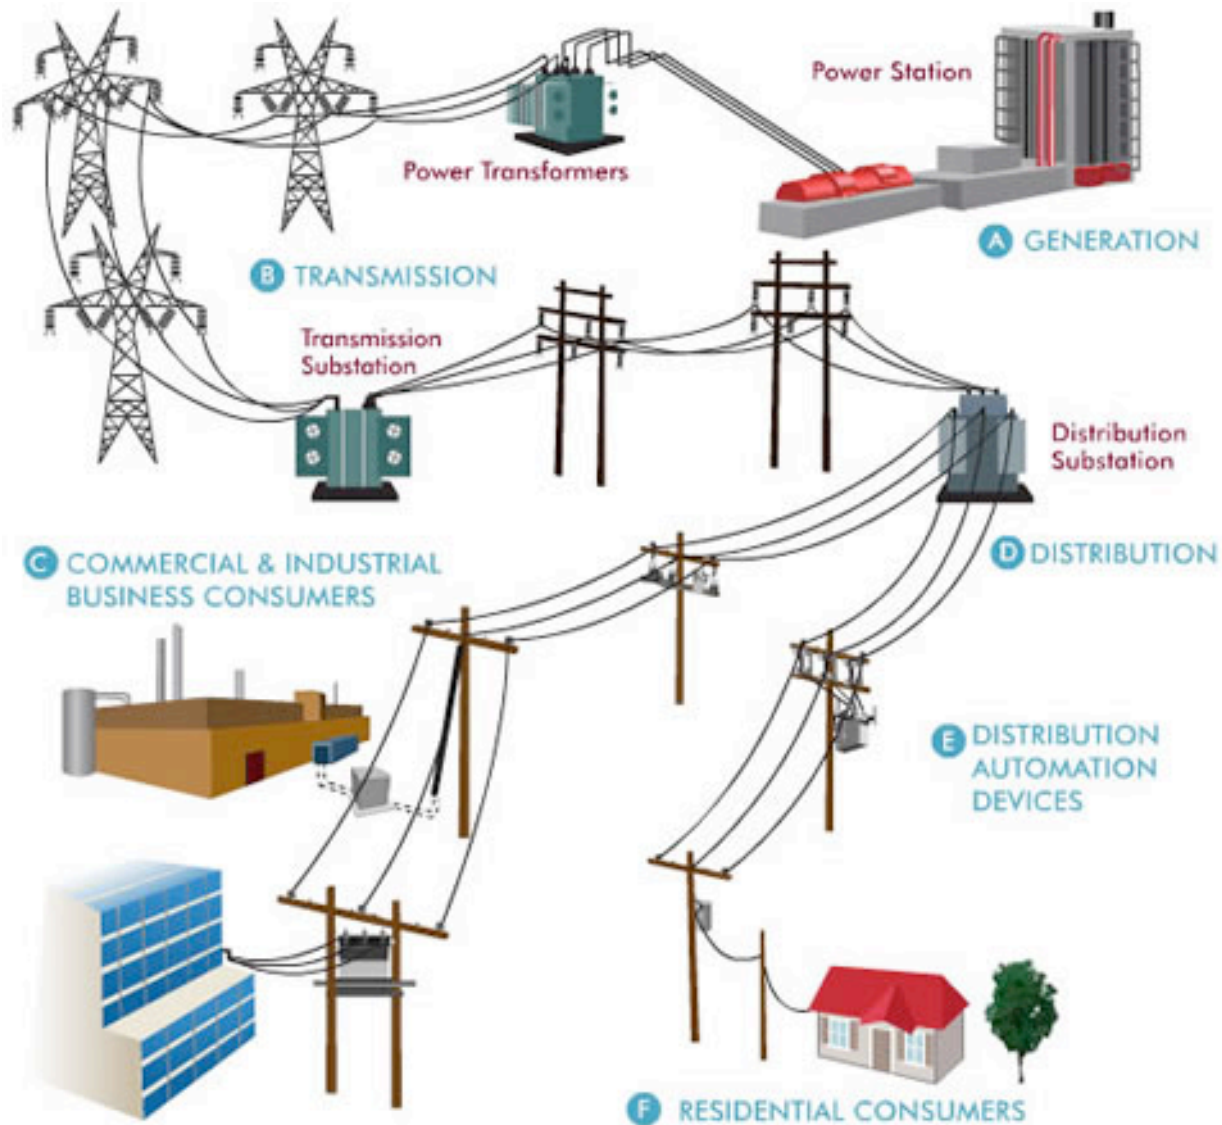 Power Station
Power Transformers
A GENERATION
B TRANSMISSION
Transmission
Substation
Distribution
Substation
C COMMERCIAL & INDUSTRIAL
BUSINESS CONSUMERS
D DISTRIBUTION
E DISTRIBUTION
AUTOMATION
DEVICES
F RESIDENTIAL CONSUMERS